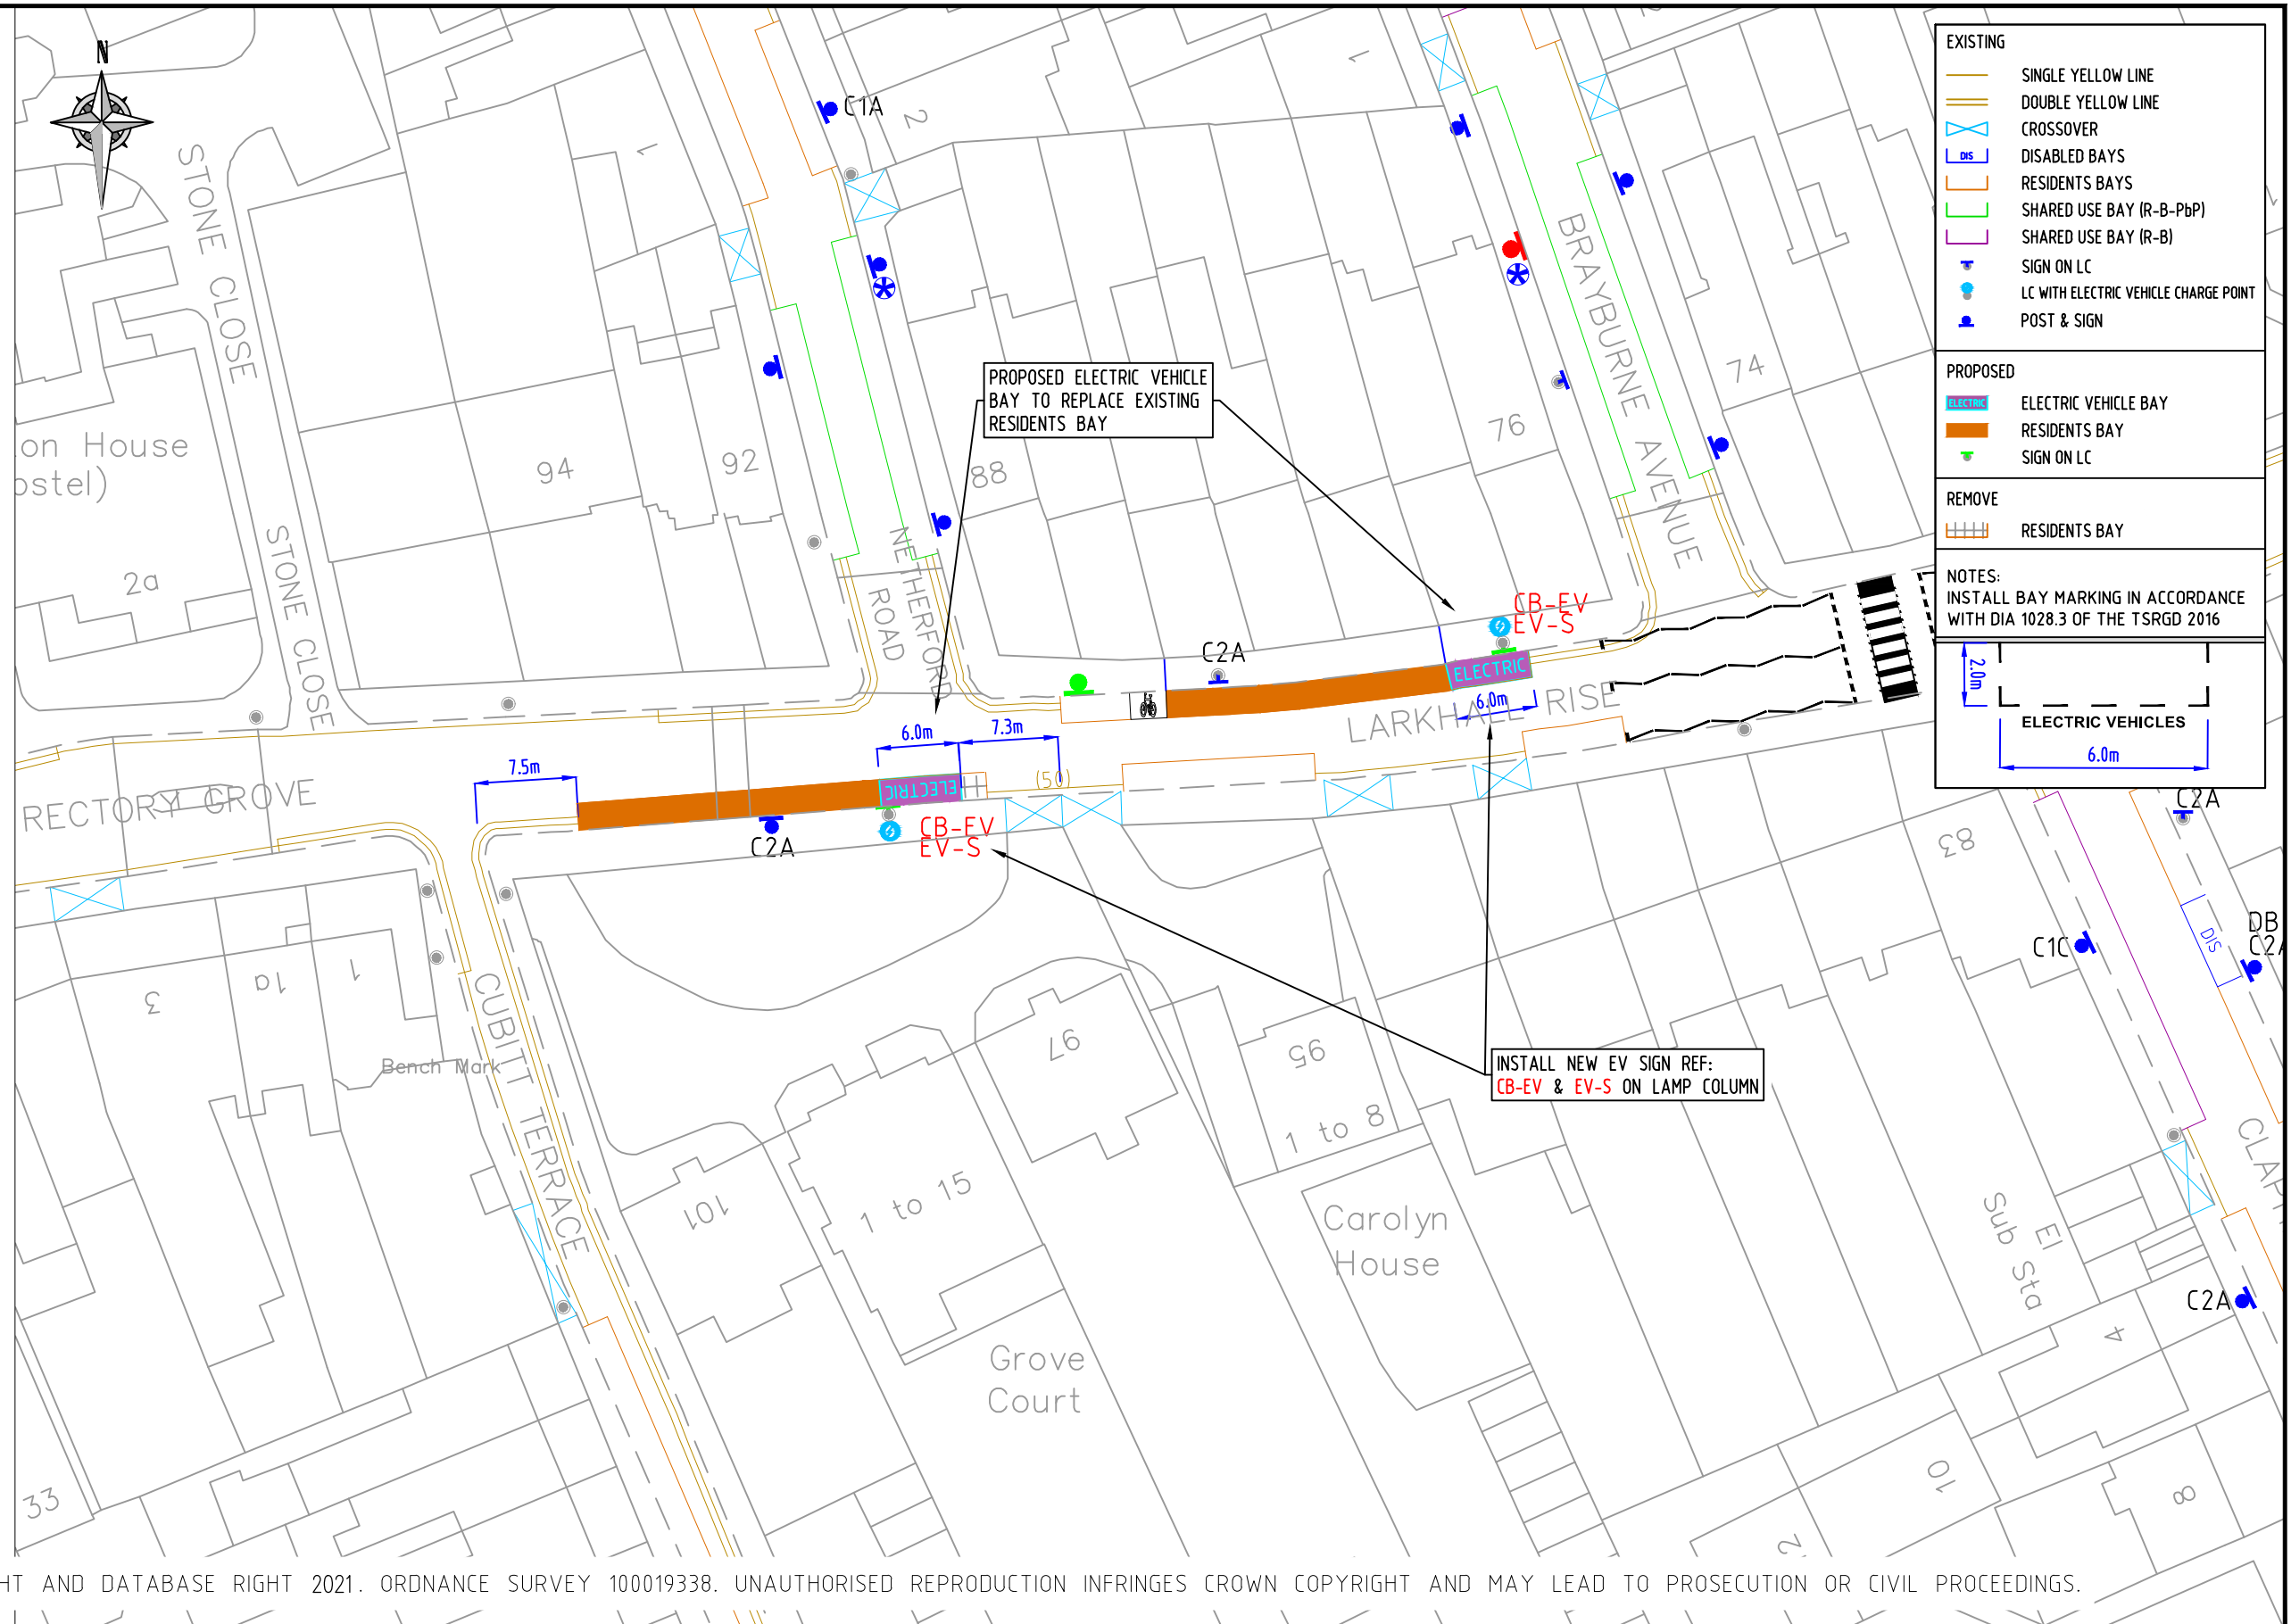 N
C1A
2
1
1
STONE CLOSE
BRAYBURNE AVENUE
on House
ostel)
94
92
88
76
74
2a
STONE CLOSE
NETHERFORD
ROAD
PROPOSED ELECTRIC VEHICLE
BAY TO REPLACE EXISTING
RESIDENTS BAY
CB-EV
EV-S
C2A
ELECTRIC
6.0m
LARKHALL RISE
6.0m
7.3m
7.5m
ELECTRIC
(50)
RECTORY GROVE
C2A
CB-EV
EV-S
3
1a
1
CUBITT TERRACE
Bench Mark
97
95
1 to 8
101
1 to 15
Carolyn
House
Grove
Court
INSTALL NEW EV SIGN REF:
CB-EV & EV-S ON LAMP COLUMN
83
C2A
C1C
DIS
DB
C2A
CLAP
El
Sub Sta
C2A
4
10
8
2
33
EXISTING
SINGLE YELLOW LINE
DOUBLE YELLOW LINE
CROSSOVER
DIS DISABLED BAYS
RESIDENTS BAYS
SHARED USE BAY (R-B-PbP)
SHARED USE BAY (R-B)
SIGN ON LC
LC WITH ELECTRIC VEHICLE CHARGE POINT
POST & SIGN
PROPOSED
ELECTRIC ELECTRIC VEHICLE BAY
RESIDENTS BAY
SIGN ON LC
REMOVE
RESIDENTS BAY
NOTES:
INSTALL BAY MARKING IN ACCORDANCE
WITH DIA 1028.3 OF THE TSRGD 2016
2.0m
ELECTRIC VEHICLES
6.0m
HT AND DATABASE RIGHT 2021. ORDNANCE SURVEY 100019338. UNAUTHORISED REPRODUCTION INFRINGES CROWN COPYRIGHT AND MAY LEAD TO PROSECUTION OR CIVIL PROCEEDINGS.